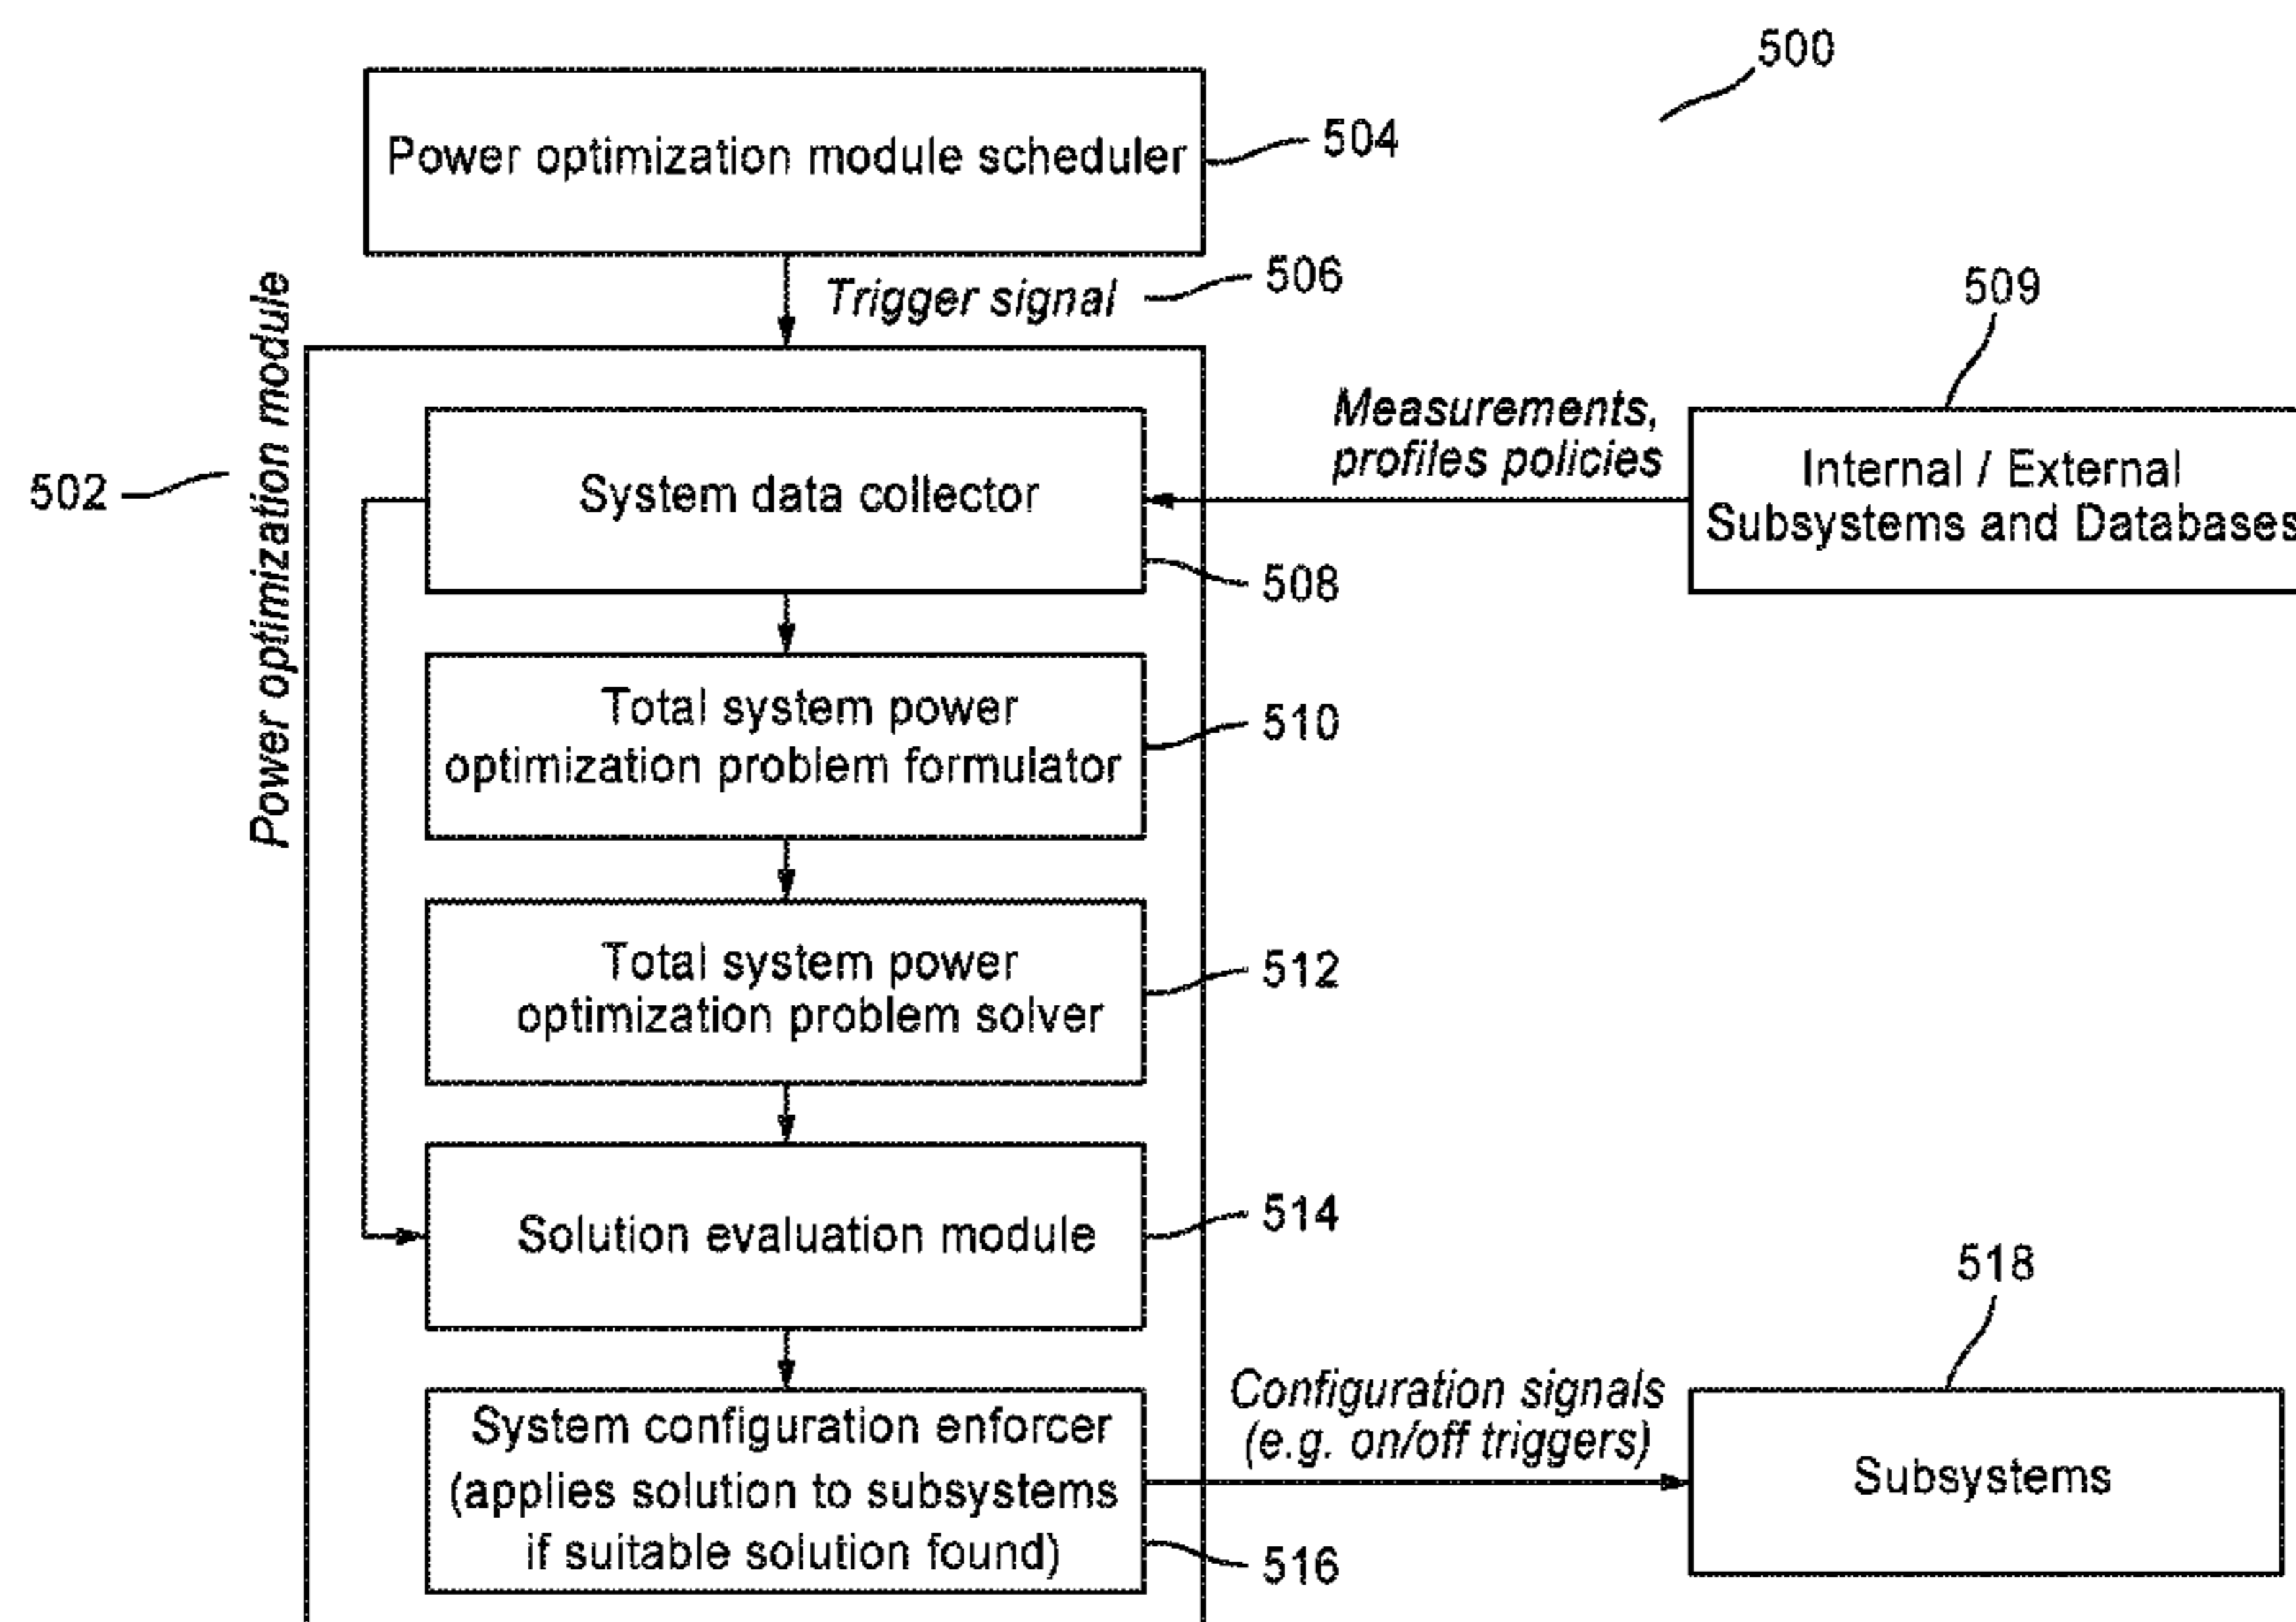 500
Power optimization module scheduler
504
Trigger signal
506
509
Power optimization module
502
Measurements,
profiles policies
System data collector
508
Internal / External
Subsystems and Databases
Total system power
optimization problem formulator
510
Total system power
optimization problem solver
512
Solution evaluation module
514
518
System configuration enforcer
(applies solution to subsystems
if suitable solution found)
516
Configuration signals
(e.g. on/off triggers)
Subsystems